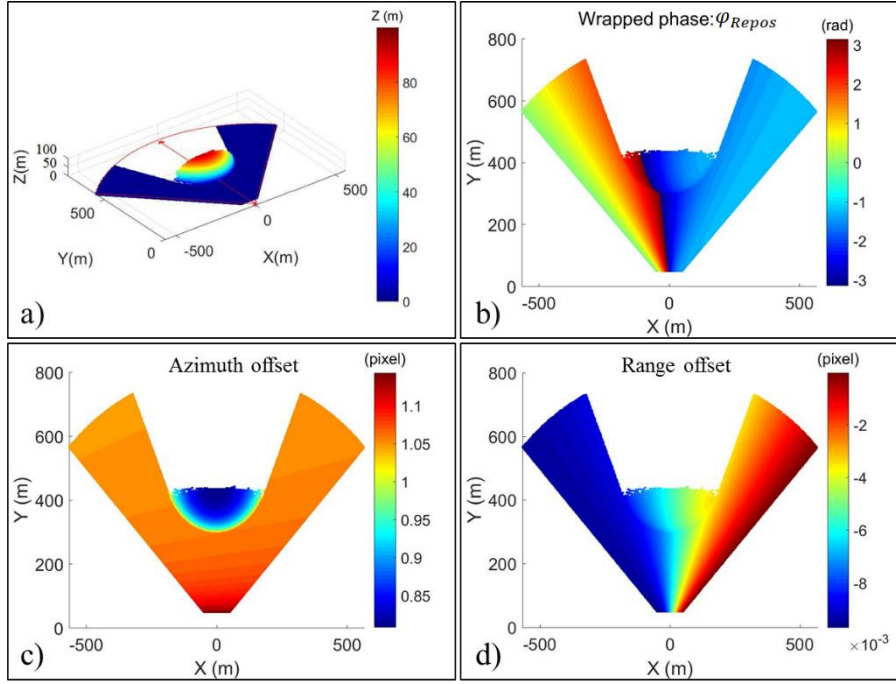 Z (m)
80
60
40
20
0
Z(m)
100
50
0
500
0
Y(m)
-500
0
500
X(m)
a)
Wrapped phase:φRepos
(rad)
800
600
400
200
0
Y (m)
-500
0
500
X (m)
3
2
1
0
-1
-2
-3
b)
Azimuth offset
(pixel)
800
600
400
200
0
Y (m)
-500
0
500
X (m)
1.1
1.05
1
0.95
0.9
0.85
c)
Range offset
(pixel)
800
600
400
200
0
Y (m)
-500
0
500
X (m)
-2
-4
-6
-8
×10-3
d)